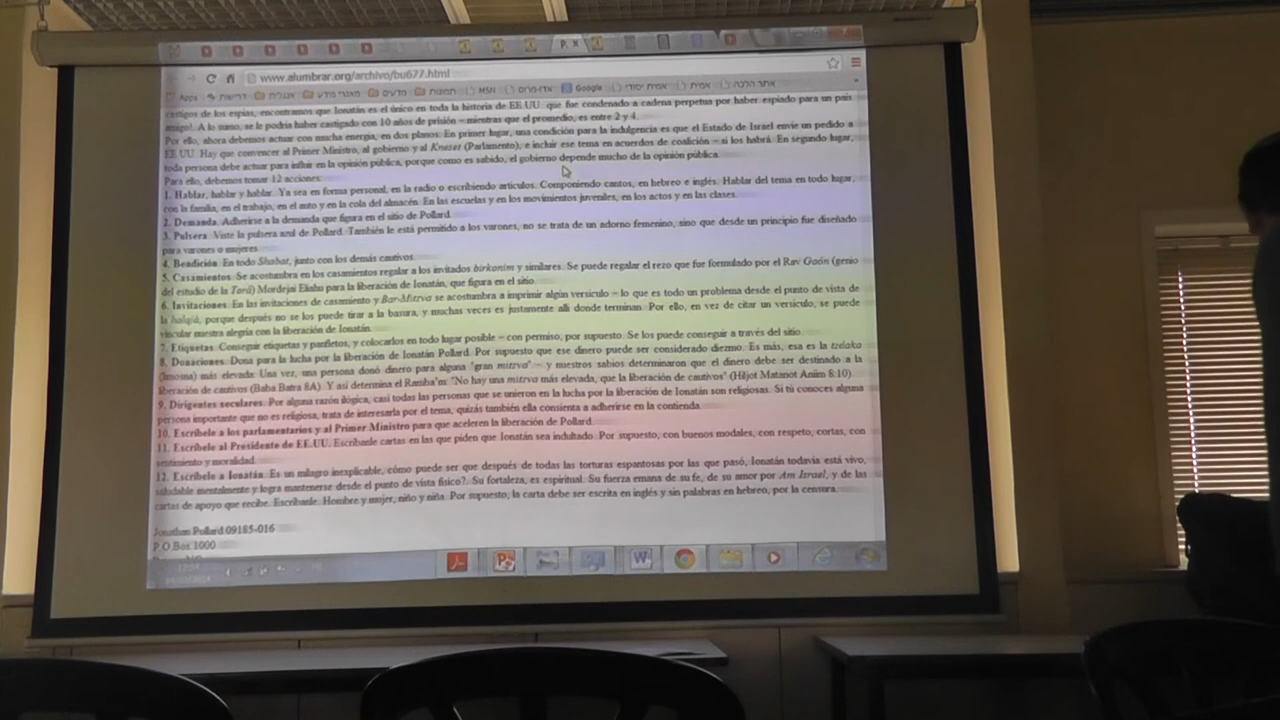 www.alumbrar.org/archivo/bu677.html
Apps דרישות אנגלית מאגרי מידע מדעים תמונות MSN Google אמית יסודי אמית אתר הלכה
castigos de los espías, encontramos que Ionatán es el único en toda la historia de EE.UU. que fue condenado a cadena perpetua por haber espiado para un país
amigo!. A lo sumo, se le podría haber castigado con 10 años de prisión – mientras que el promedio, es entre 2 y 4.
Por ello, ahora debemos actuar con mucha energía, en dos planos: En primer lugar, una condición para la indulgencia es que el Estado de Israel envíe un pedido a
EE.UU. Hay que convencer al Primer Ministro, al gobierno y al Kneset (Parlamento), e incluir ese tema en acuerdos de coalición – si los habrá. En segundo lugar,
toda persona debe actuar para influir en la opinión pública, porque como es sabido, el gobierno depende mucho de la opinión pública.
Para ello, debemos tomar 12 acciones:
1. Hablar, hablar y hablar. Ya sea en forma personal, en la radio o escribiendo artículos. Componiendo cantos, en hebreo e inglés. Hablar del tema en todo lugar,
con la familia, en el trabajo, en el auto y en la cola del almacén. En las escuelas y en los movimientos juveniles, en los actos y en las clases.
2. Demanda. Adherirse a la demanda que figura en el sitio de Pollard.
3. Pulsera. Viste la pulsera azul de Pollard. También le está permitido a los varones, no se trata de un adorno femenino, sino que desde un principio fue diseñado
para varones o mujeres.
4. Bendición. En todo Shabat, junto con los demás cautivos.
5. Casamientos. Se acostumbra en los casamientos regalar a los invitados birkonim y similares. Se puede regalar el rezo que fue formulado por el Rav Gaón (genio
del estudio de la Torá) Mordejai Eliahu para la liberación de Ionatán, que figura en el sitio.
6. Invitaciones. En las invitaciones de casamiento y Bar-Mitzva se acostumbra a imprimir algún versículo – lo que es todo un problema desde el punto de vista de
la halajá, porque después no se los puede tirar a la basura, y muchas veces es justamente allí donde terminan. Por ello, en vez de citar un versículo, se puede
vincular nuestra alegría con la liberación de Ionatán.
7. Etiquetas. Conseguir etiquetas y panfletos, y colocarlos en todo lugar posible – con permiso, por supuesto. Se los puede conseguir a través del sitio.
8. Donaciones. Dona para la lucha por la liberación de Ionatán Pollard. Por supuesto que ese dinero puede ser considerado diezmo. Es más, esa es la tzdaka
(limosna) más elevada: Una vez, una persona donó dinero para alguna "gran mitzva" – y nuestros sabios determinaron que el dinero debe ser destinado a la
liberación de cautivos (Baba Batra 8A). Y así determina el Ramba"m: "No hay una mitzva más elevada, que la liberación de cautivos" (Hiljot Matanot Aniim 8:10).
9. Dirigentes seculares. Por alguna razón ilógica, casi todas las personas que se unieron en la lucha por la liberación de Ionatán son religiosas. Si tú conoces alguna
persona importante que no es religiosa, trata de interesarla por el tema, quizás también ella consienta a adherirse en la contienda.
10. Escríbele a los parlamentarios y al Primer Ministro para que aceleren la liberación de Pollard.
11. Escríbele al Presidente de EE.UU. Escríbanle cartas en las que piden que Ionatán sea indultado. Por supuesto, con buenos modales, con respeto, cortas, con
sentimiento y moralidad.
12. Escríbele a Ionatán. Es un milagro inexplicable, cómo puede ser que después de todas las torturas espantosas por las que pasó, Ionatán todavía está vivo,
saludable mentalmente y logra mantenerse desde el punto de vista físico?. Su fortaleza, es espiritual. Su fuerza emana de su fe, de su amor por Am Israel, y de las
cartas de apoyo que recibe. Escríbanle. Hombre y mujer, niño y niña. Por supuesto, la carta debe ser escrita en inglés y sin palabras en hebreo, por la censura.
Jonathan Pollard 09185-016
P.O.Box 1000